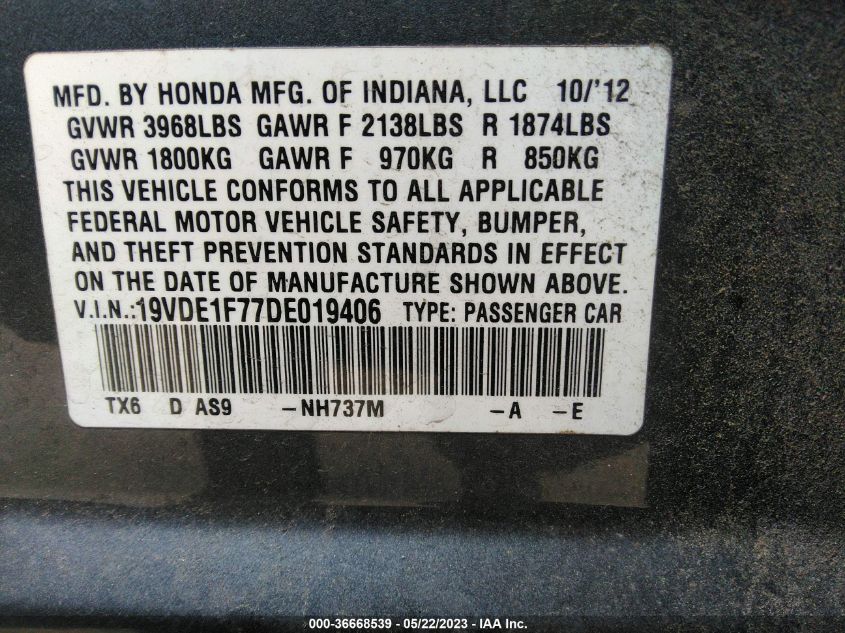 MFD. BY HONDA MFG. OF INDIANA, LLC 10/'12
GVWR 3968LBS GAWR F 2138LBS R 1874LBS
GVWR 1800KG GAWR F 970KG R 850KG
THIS VEHICLE CONFORMS TO ALL APPLICABLE
FEDERAL MOTOR VEHICLE SAFETY, BUMPER,
AND THEFT PREVENTION STANDARDS IN EFFECT
ON THE DATE OF MANUFACTURE SHOWN ABOVE.
V.I.N.:19VDE1F77DE019406 TYPE: PASSENGER CAR
TX6 D AS9 –NH737M –A –E
000-36668539 - 05/22/2023 - IAA Inc.